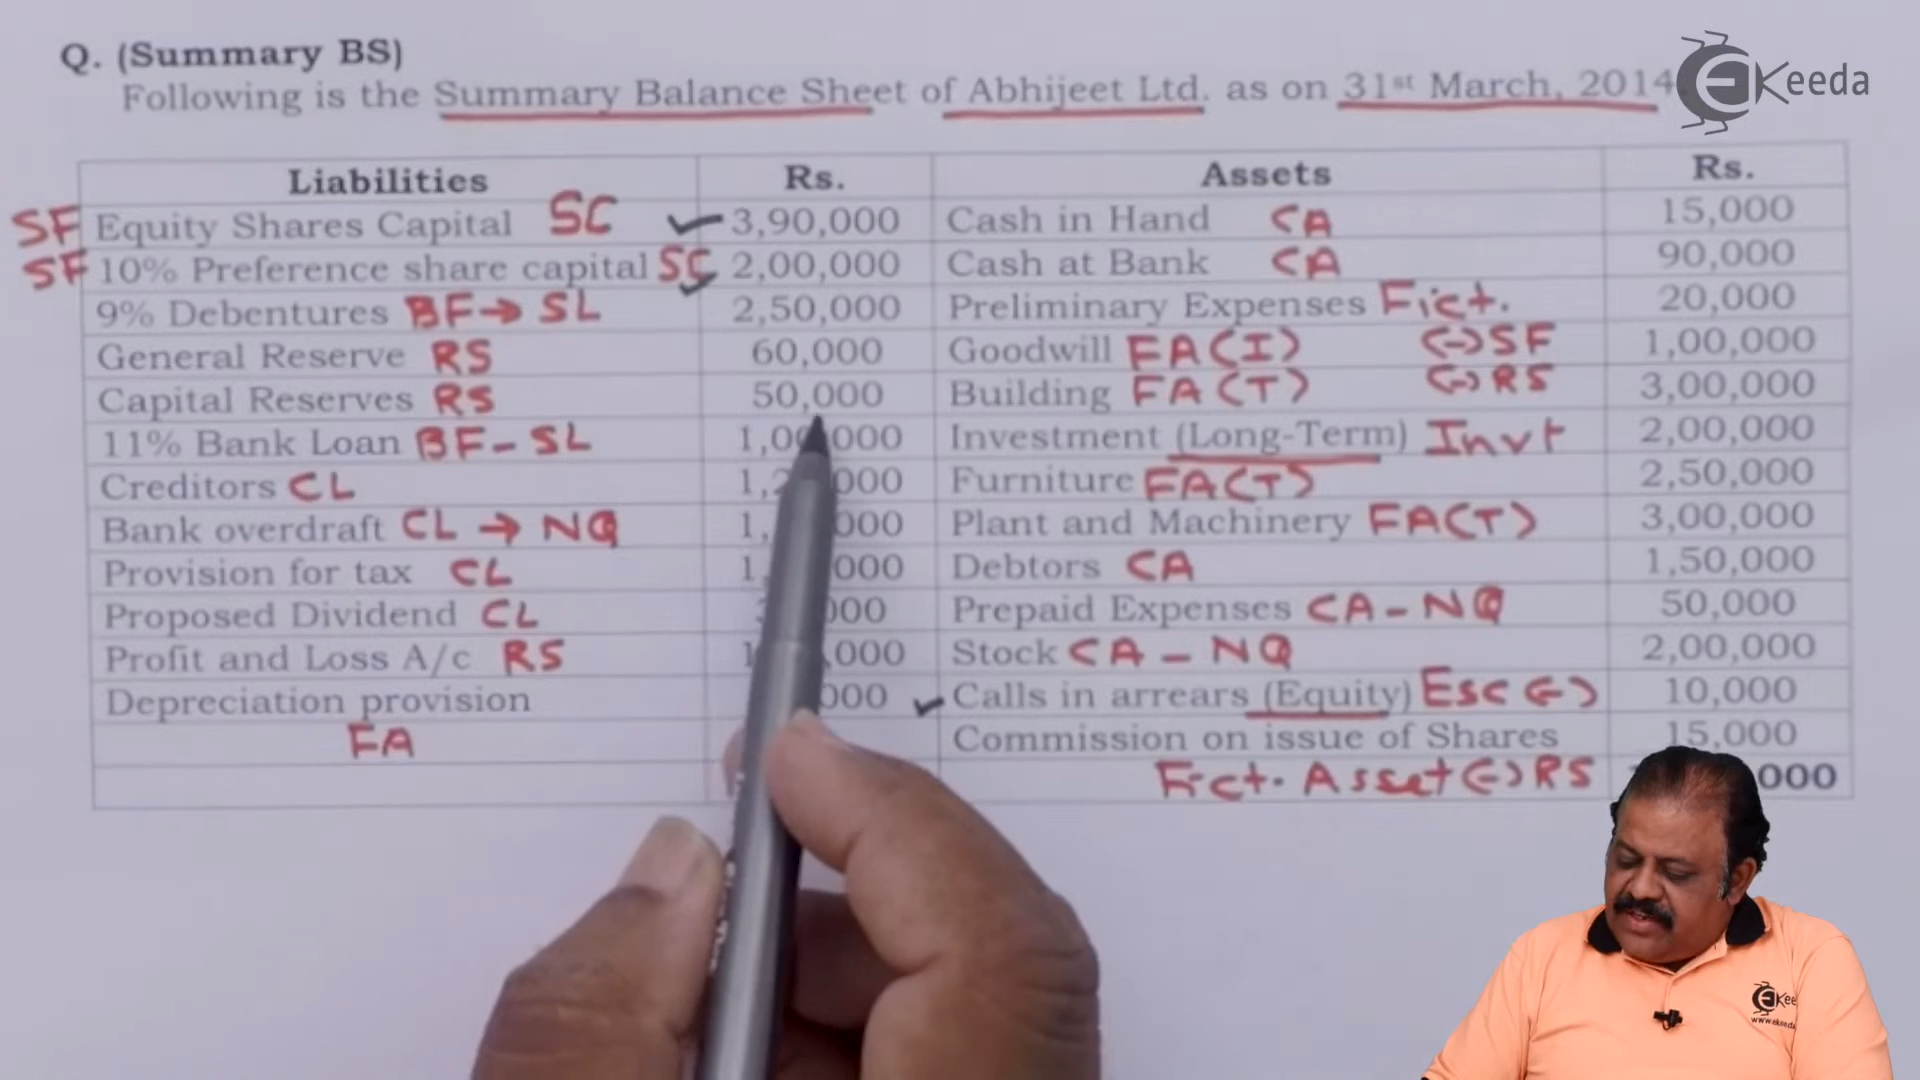 Q. (Summary BS)
Following is the Summary Balance Sheet of Abhijeet Ltd. as on 31st March, 2014
EKeeda
Liabilities Rs. Assets Rs.
SF Equity Shares Capital SC 3,90,000 Cash in Hand CA 15,000
SF 10% Preference share capital SC 2,00,000 Cash at Bank CA 90,000
9% Debentures BF → SL 2,50,000 Preliminary Expenses Fict. 20,000
General Reserve RS 60,000 Goodwill FA (I) (-) SF 1,00,000
Capital Reserves RS 50,000 Building FA (T) (-) RS 3,00,000
11% Bank Loan BF - SL Investment (Long-Term) Invt 2,00,000
Creditors CL Furniture FA (T) 2,50,000
Bank overdraft CL → NQ Plant and Machinery FA (T) 3,00,000
Provision for tax CL Debtors CA 1,50,000
Proposed Dividend CL Prepaid Expenses CA - NQ 50,000
Profit and Loss A/c RS Stock CA - NQ 2,00,000
Depreciation provision Calls in arrears (Equity) ESC (-) 10,000
FA Commission on issue of Shares 15,000
Fict. Asset (-) RS